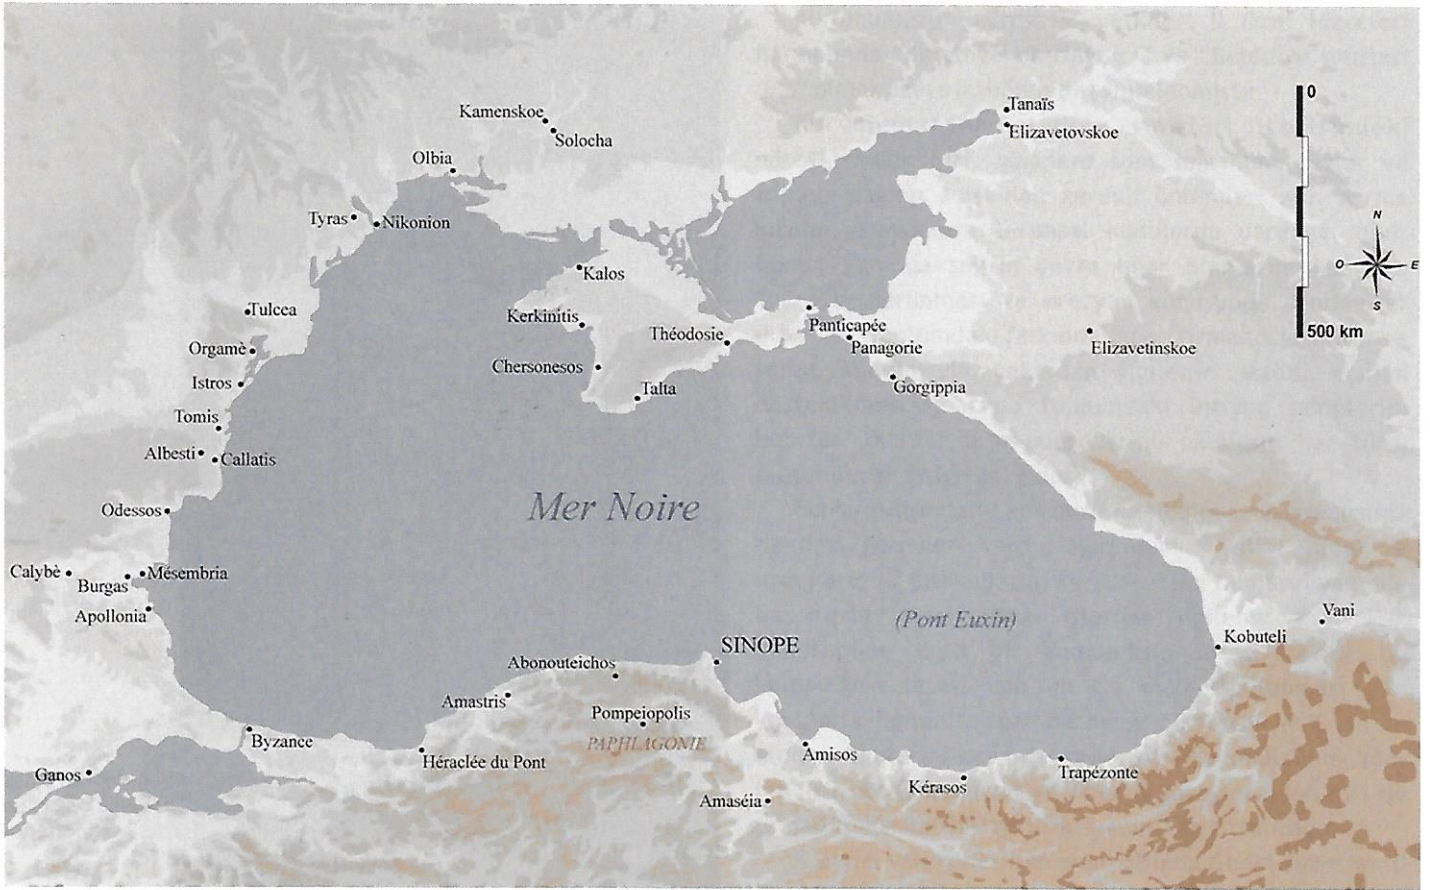 Tanaïs
0
Kamenskoe
Elizavetovskoe
Solocha
Olbia
Tyras
Nikonion
N
O
E
S
Kalos
Tulcea
Kerkinitis
Panticapée
500 km
Théodosie
Orgamè
Panagorie
Elizavetinskoe
Chersonesos
Istros
Talta
Gorgippia
Tomis
Albesti
Callatis
Mer Noire
Odessos
Calybè
Mésembria
Burgas
Apollonia
(Pont Euxin)
Vani
Kobuteli
SINOPE
Abonouteichos
Amastris
Pompeiopolis
Byzance
PAPHLAGONIE
Amisos
Héraclée du Pont
Ganos
Trapézonte
Kérasos
Amaséia